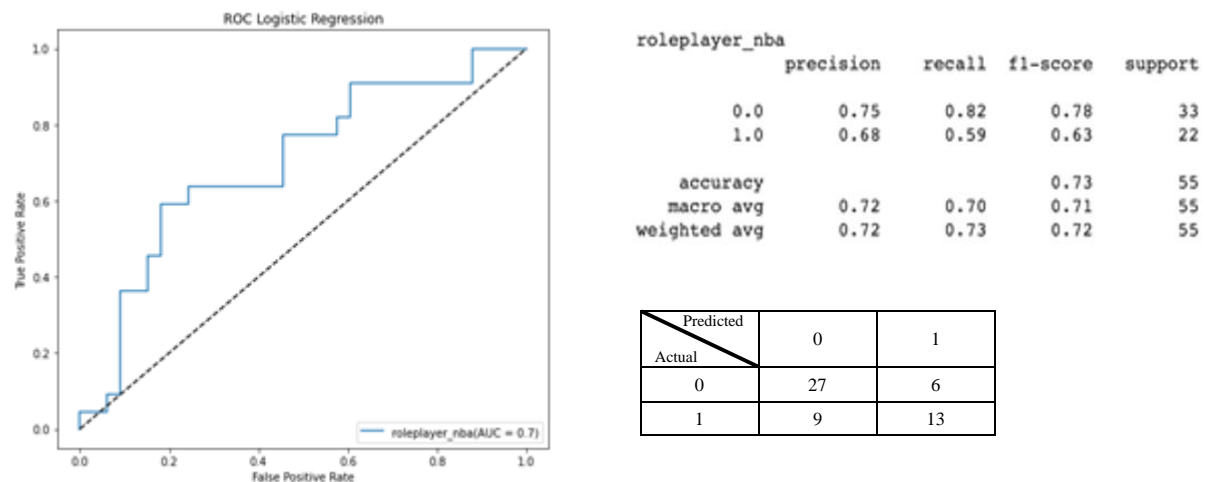 ROC Logistic Regression
True Positive Rate
1.0
0.8
0.6
0.4
0.2
0.0
0.0 0.2 0.4 0.6 0.8 1.0
False Positive Rate
roleplayer_nba(AUC = 0.7)
roleplayer_nba
precision recall f1-score support
0.0 0.75 0.82 0.78 33
1.0 0.68 0.59 0.63 22
accuracy 0.73 55
macro avg 0.72 0.70 0.71 55
weighted avg 0.72 0.73 0.72 55
Predicted
Actual
0 1
0 27 6
1 9 13